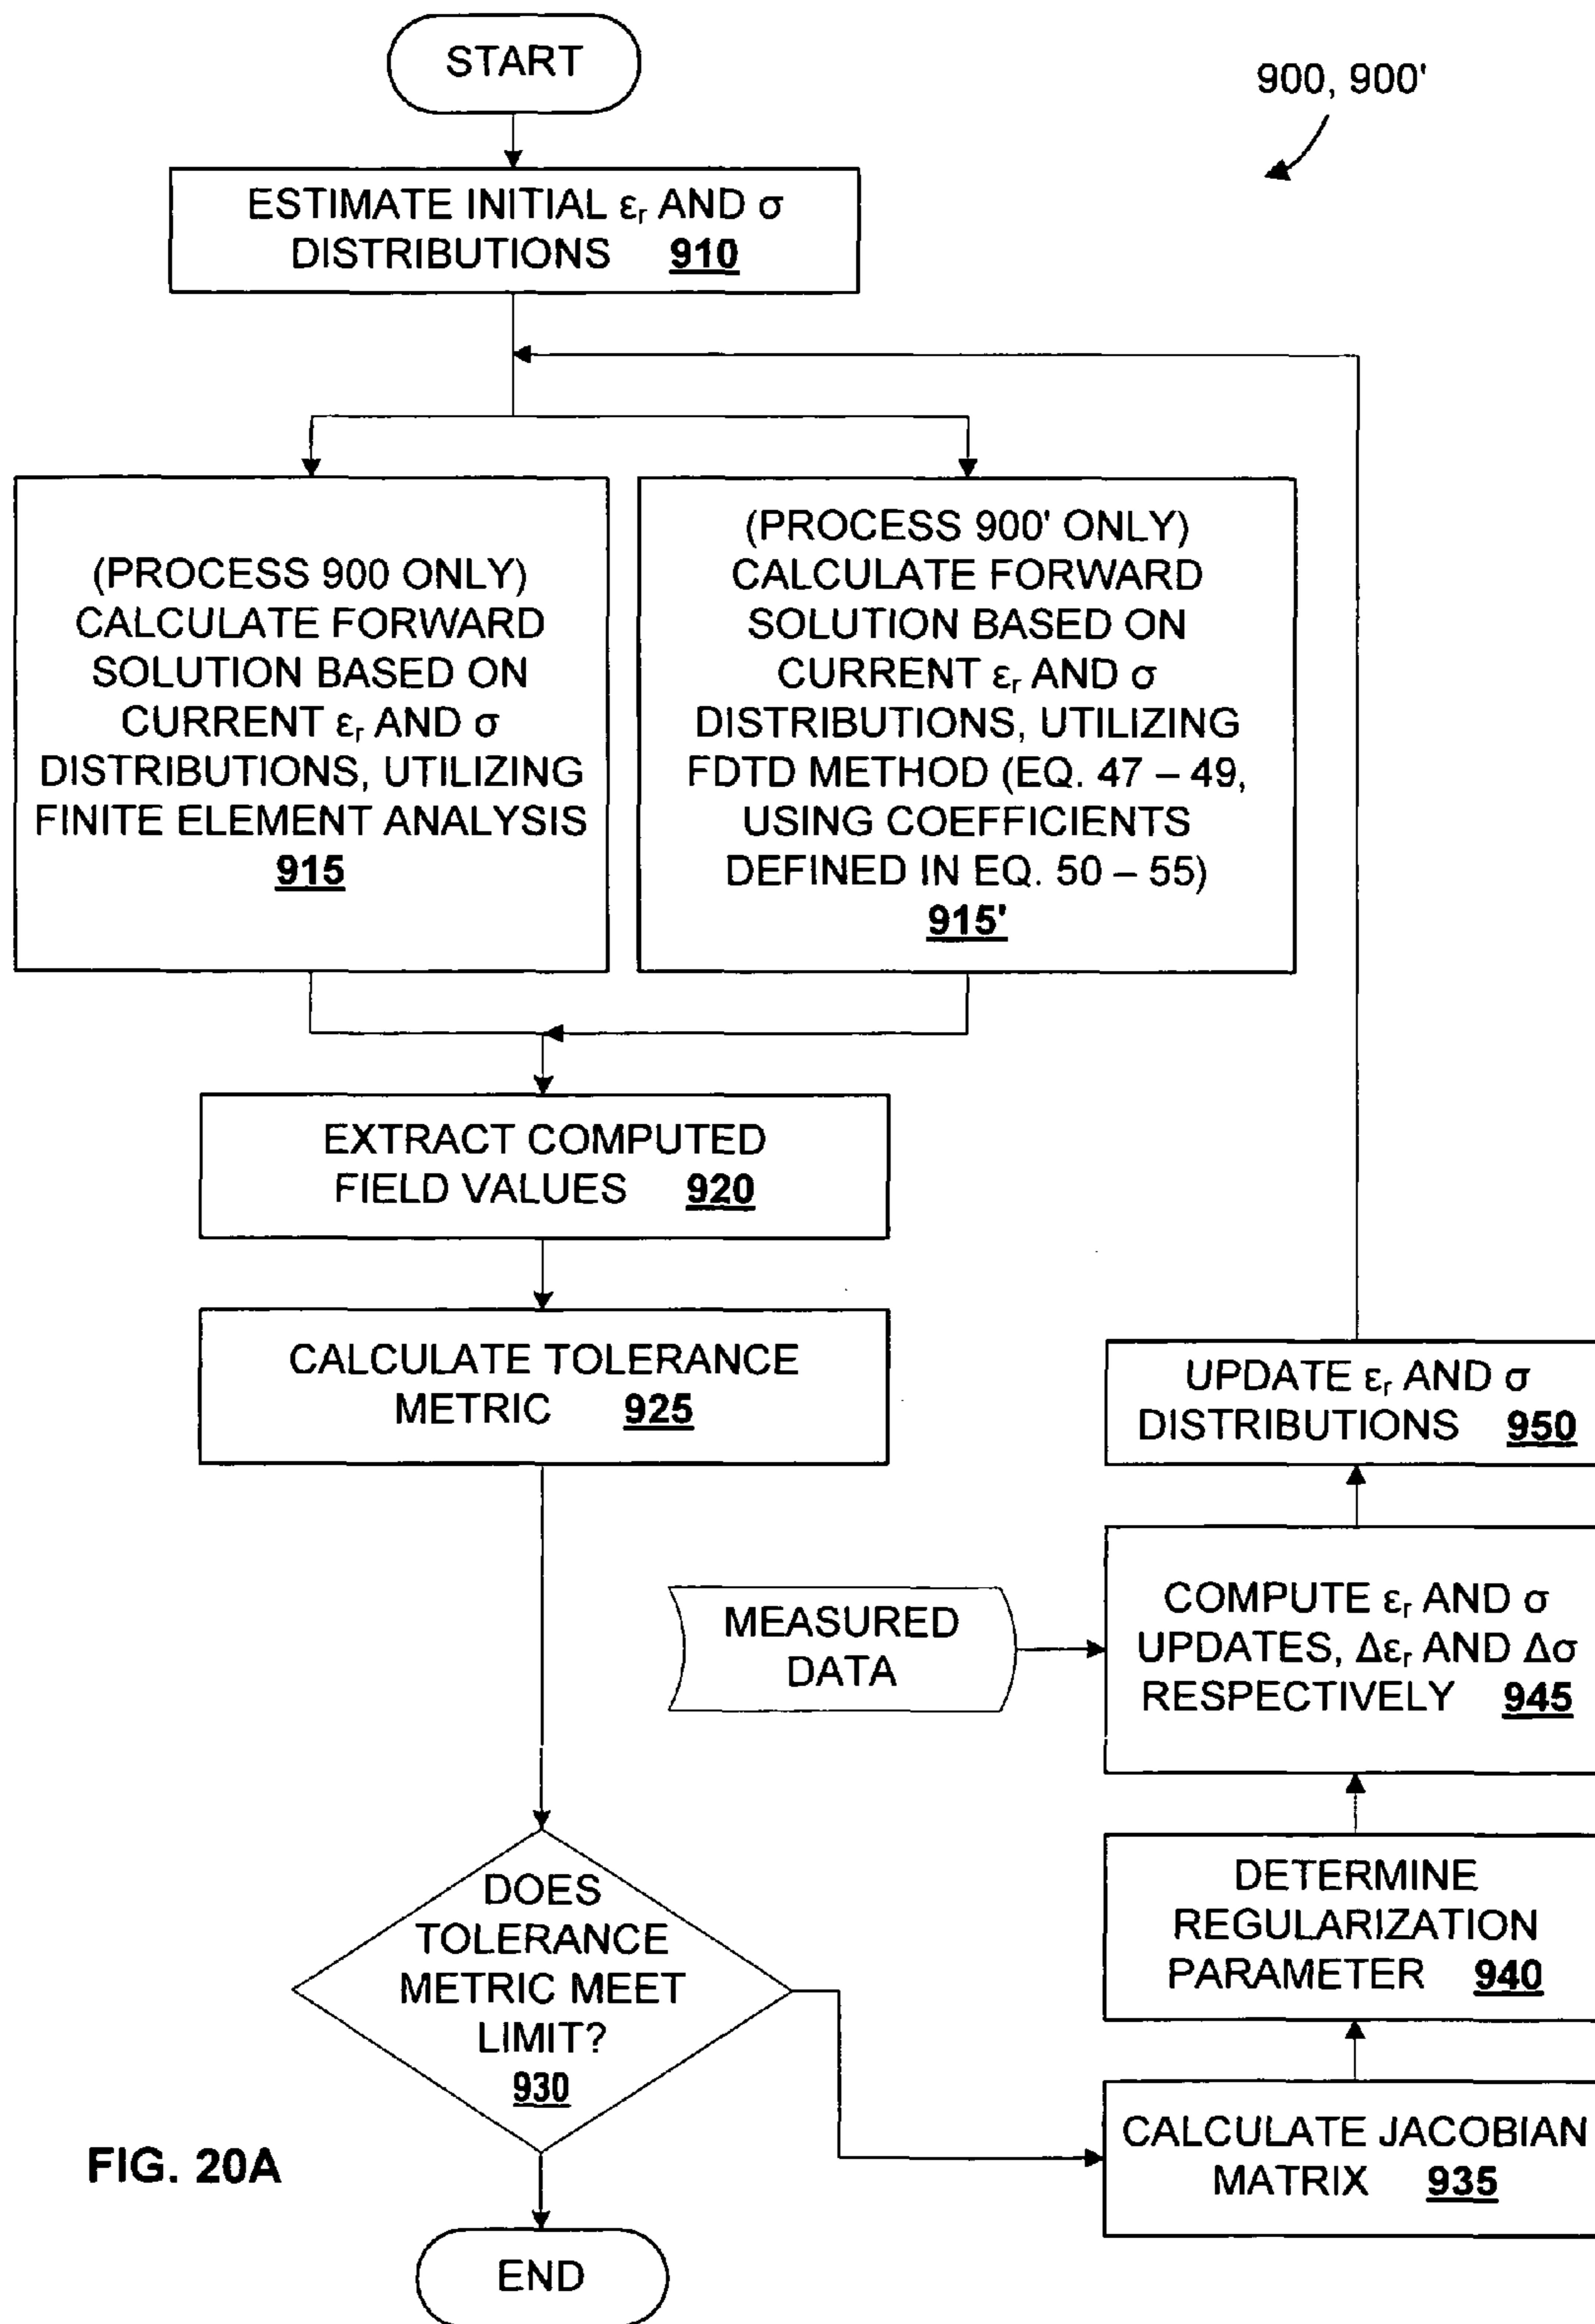 START
900, 900'
ESTIMATE INITIAL εr AND σ
DISTRIBUTIONS 910
(PROCESS 900 ONLY)
CALCULATE FORWARD
SOLUTION BASED ON
CURRENT εr AND σ
DISTRIBUTIONS, UTILIZING
FINITE ELEMENT ANALYSIS
915
(PROCESS 900' ONLY)
CALCULATE FORWARD
SOLUTION BASED ON
CURRENT εr AND σ
DISTRIBUTIONS, UTILIZING
FDTD METHOD (EQ. 47 – 49,
USING COEFFICIENTS
DEFINED IN EQ. 50 – 55)
915'
EXTRACT COMPUTED
FIELD VALUES 920
CALCULATE TOLERANCE
METRIC 925
UPDATE εr AND σ
DISTRIBUTIONS 950
MEASURED
DATA
COMPUTE εr AND σ
UPDATES, Δεr AND Δσ
RESPECTIVELY 945
DOES
TOLERANCE
METRIC MEET
LIMIT?
930
DETERMINE
REGULARIZATION
PARAMETER 940
CALCULATE JACOBIAN
MATRIX 935
FIG. 20A
END